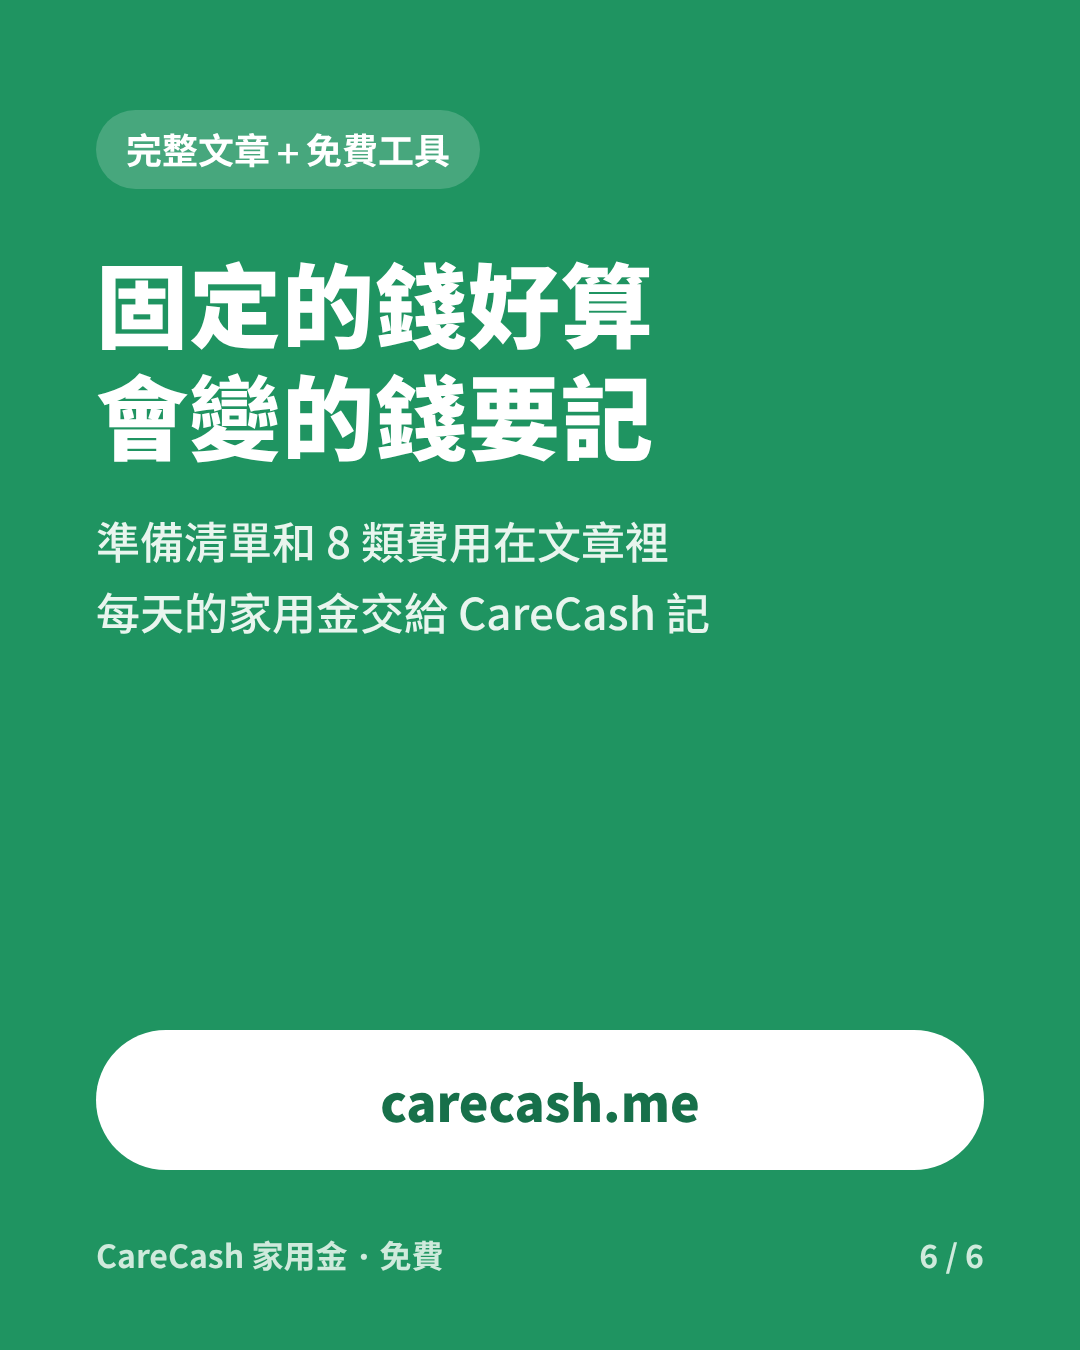 完整文章 + 免費工具
固定的錢好算
會變的錢要記
準備清單和 8 類費用在文章裡
每天的家用金交給 CareCash 記
carecash.me
CareCash 家用金 · 免費
6 / 6